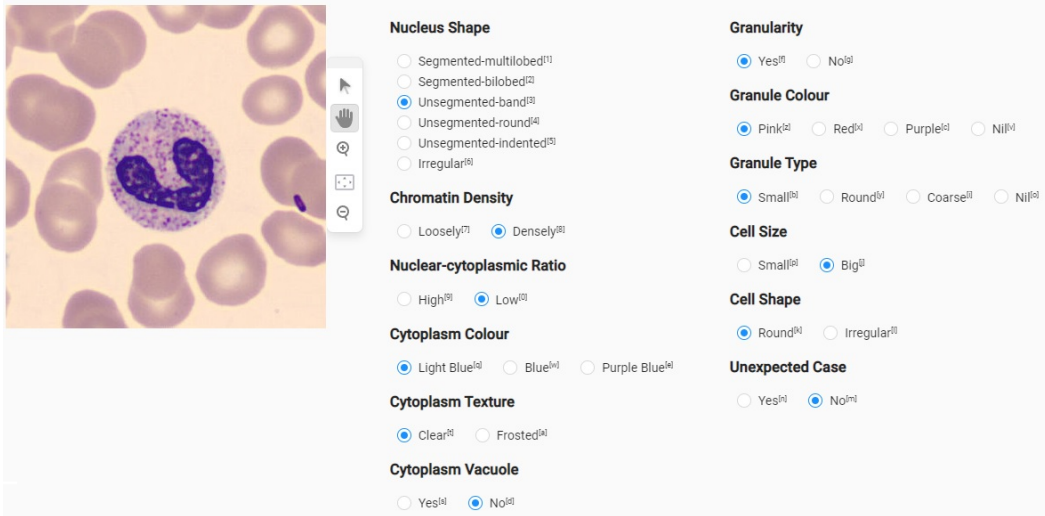 Nucleus Shape
Segmented-multilobed[1]
Segmented-bilobed[2]
Unsegmented-band[3]
Unsegmented-round[4]
Unsegmented-indented[5]
Irregular[6]
Chromatin Density
Loosely[7] Densely[8]
Nuclear-cytoplasmic Ratio
High[9] Low[0]
Cytoplasm Colour
Light Blue[q] Blue[w] Purple Blue[e]
Cytoplasm Texture
Clear[t] Frosted[a]
Cytoplasm Vacuole
Yes[s] No[d]
Granularity
Yes[f] No[g]
Granule Colour
Pink[z] Red[x] Purple[c] Nil[v]
Granule Type
Small[b] Round[y] Coarse[i] Nil[o]
Cell Size
Small[p] Big[j]
Cell Shape
Round[k] Irregular[l]
Unexpected Case
Yes[n] No[m]